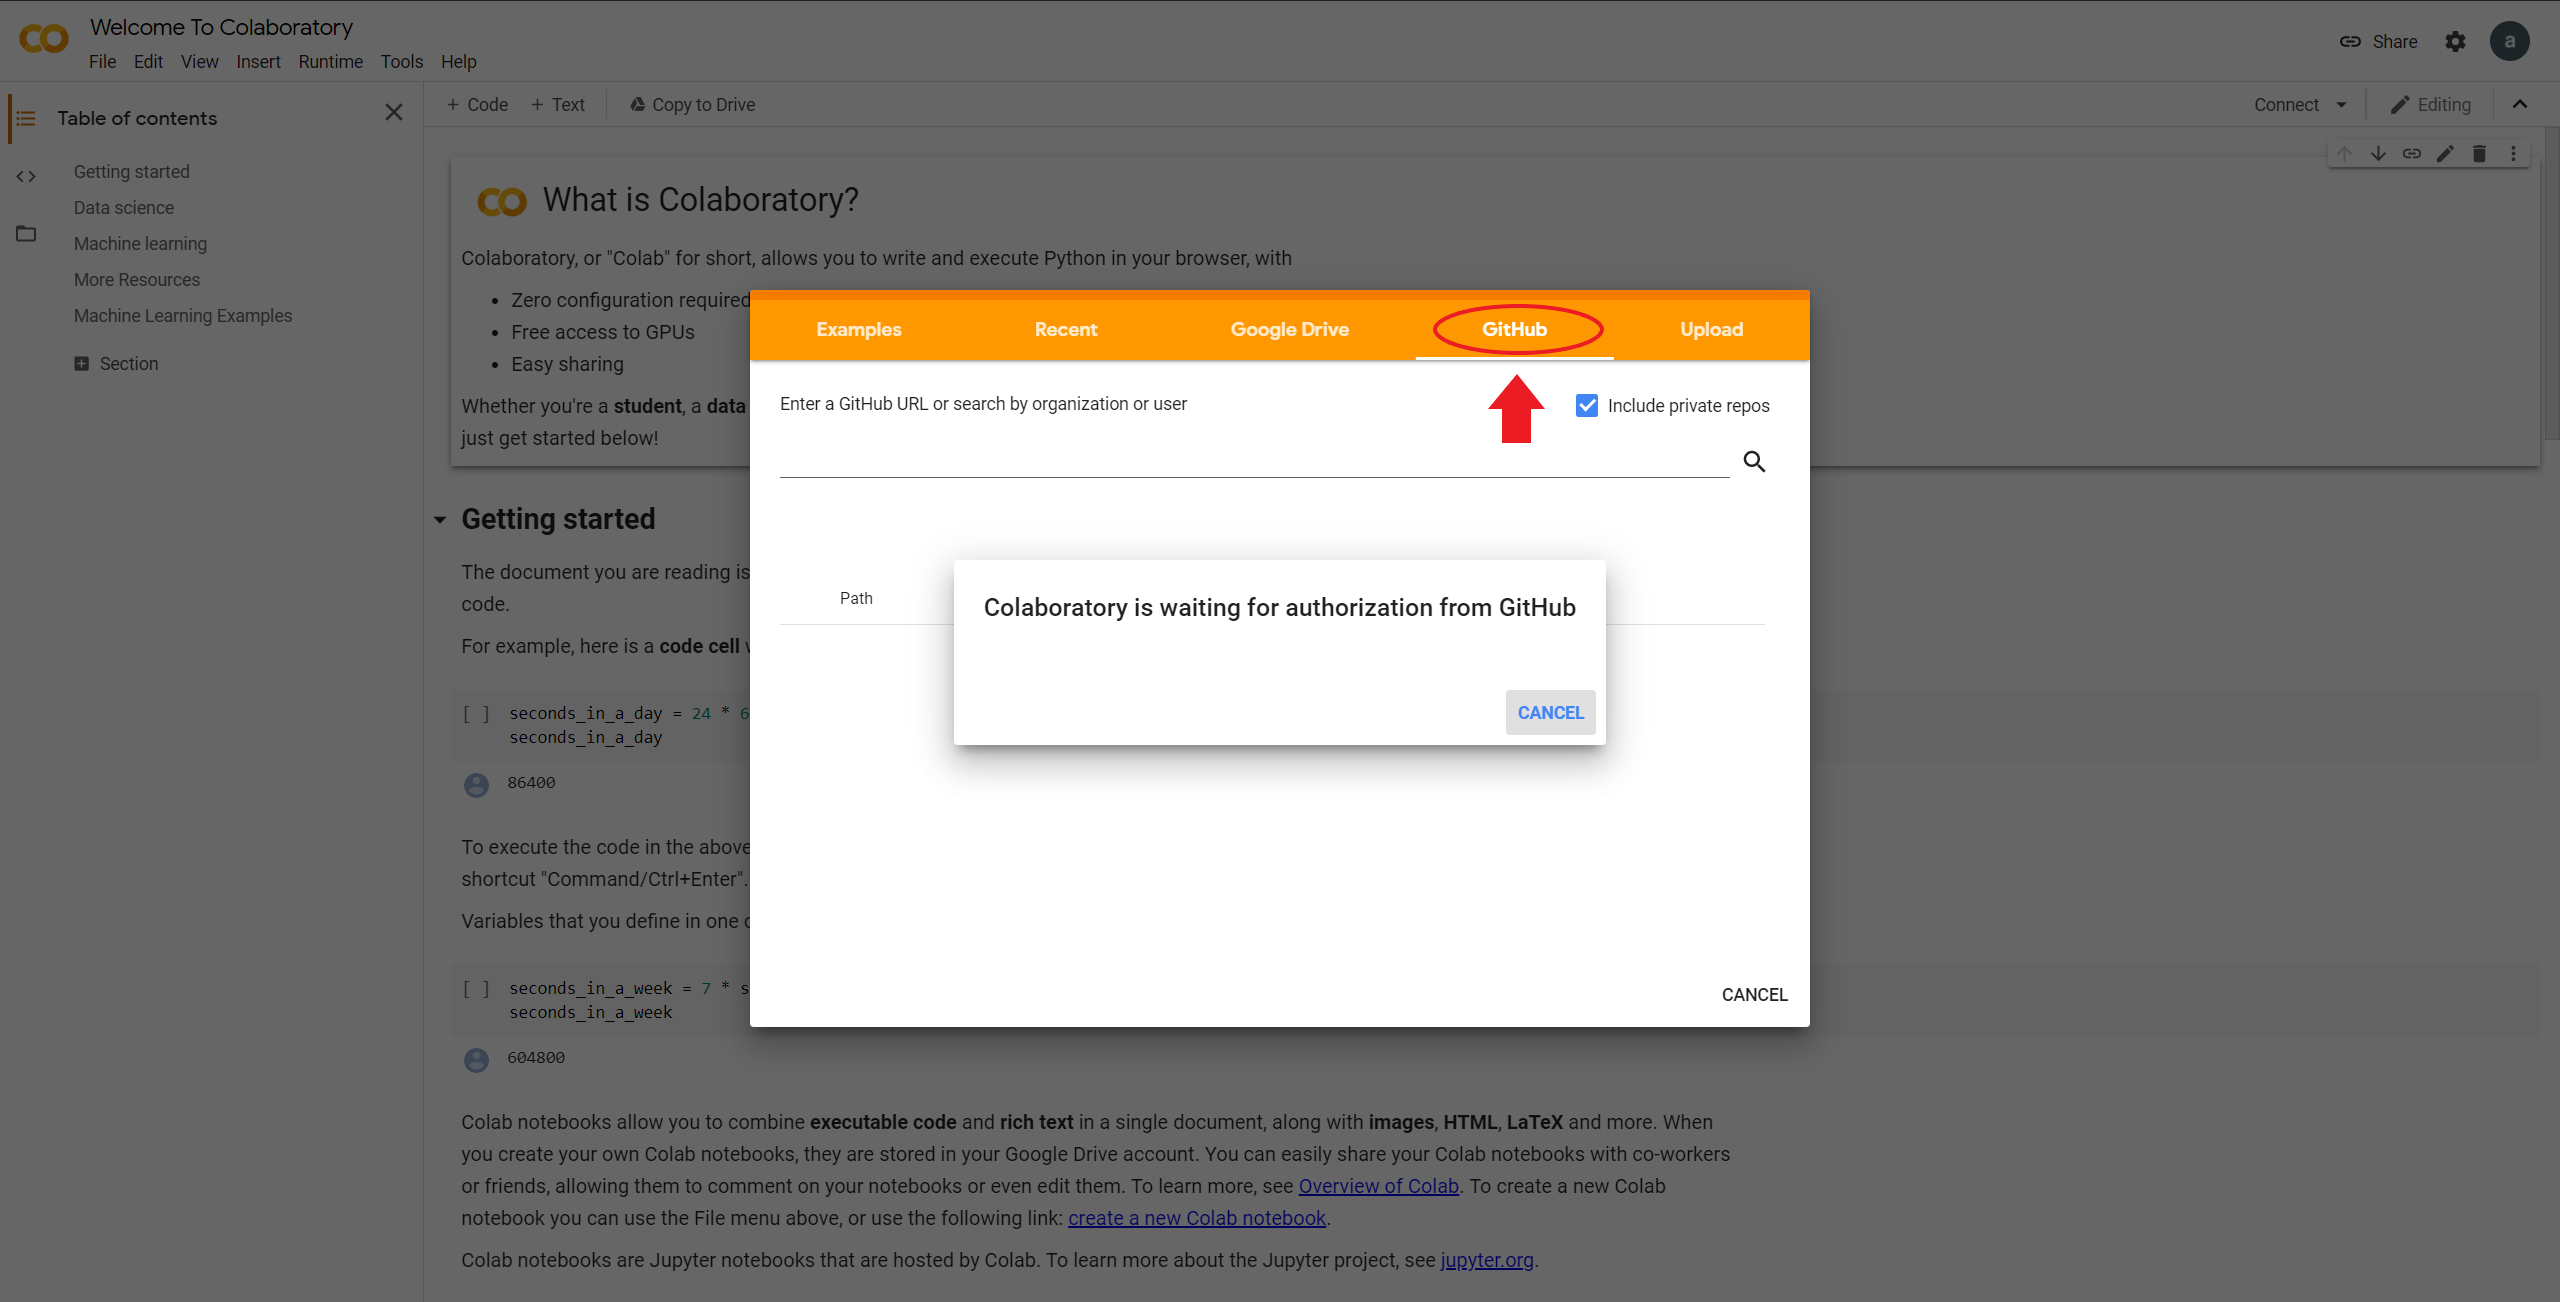 Welcome To Colaboratory
File Edit View Insert Runtime Tools Help
Share
a
Table of contents
Getting started
Data science
Machine learning
More Resources
Machine Learning Examples
Section
+ Code + Text Copy to Drive
Connect Editing
CO What is Colaboratory?
Colaboratory, or "Colab" for short, allows you to write and execute Python in your browser, with
• Zero configuration required
• Free access to GPUs
• Easy sharing
Whether you're a student, a data
just get started below!
Examples Recent Google Drive GitHub Upload
Enter a GitHub URL or search by organization or user
Include private repos
Path
Colaboratory is waiting for authorization from GitHub
CANCEL
CANCEL
Getting started
The document you are reading is
code.
For example, here is a code cell
[ ] seconds_in_a_day = 24 * 6
seconds_in_a_day
86400
To execute the code in the above
shortcut "Command/Ctrl+Enter".
Variables that you define in one
[ ] seconds_in_a_week = 7 * s
seconds_in_a_week
604800
Colab notebooks allow you to combine executable code and rich text in a single document, along with images, HTML, LaTeX and more. When
you create your own Colab notebooks, they are stored in your Google Drive account. You can easily share your Colab notebooks with co-workers
or friends, allowing them to comment on your notebooks or even edit them. To learn more, see Overview of Colab. To create a new Colab
notebook you can use the File menu above, or use the following link: create a new Colab notebook.
Colab notebooks are Jupyter notebooks that are hosted by Colab. To learn more about the Jupyter project, see jupyter.org.